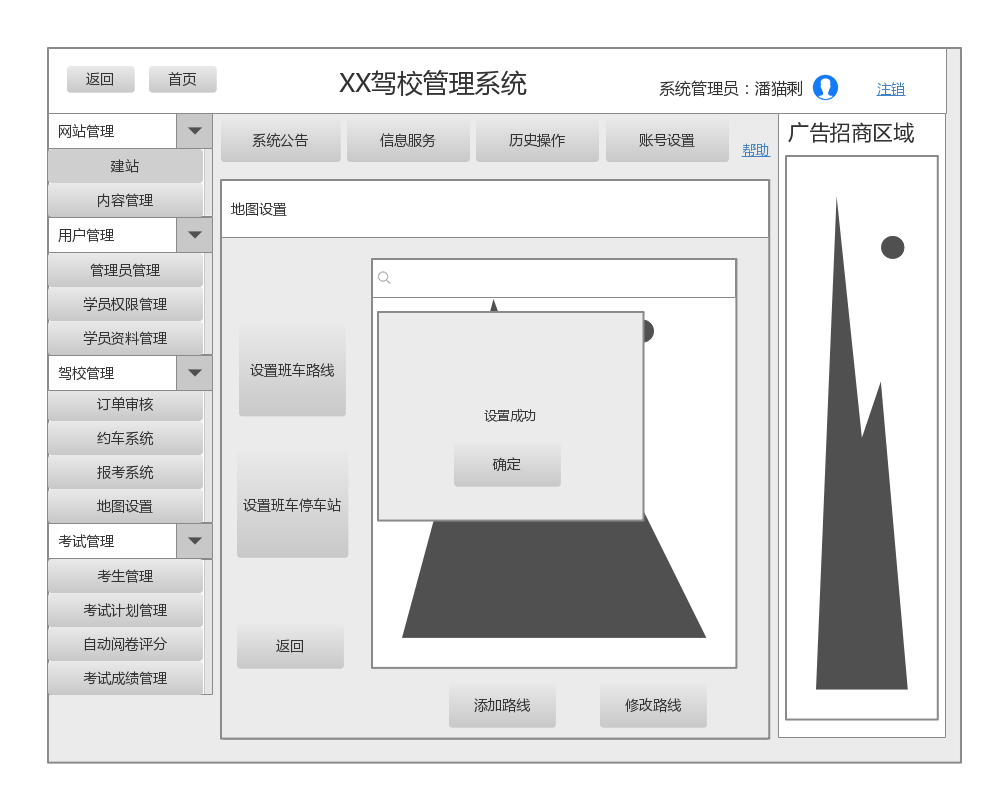 返回
首页
XX驾校管理系统
系统管理员：潘猫剩
注销
网站管理
建站
内容管理
用户管理
管理员管理
学员权限管理
学员资料管理
驾校管理
订单审核
约车系统
报考系统
地图设置
考试管理
考生管理
考试计划管理
自动阅卷评分
考试成绩管理
系统公告
信息服务
历史操作
账号设置
帮助
地图设置
设置班车路线
设置班车停车站
返回
设置成功
确定
添加路线
修改路线
广告招商区域